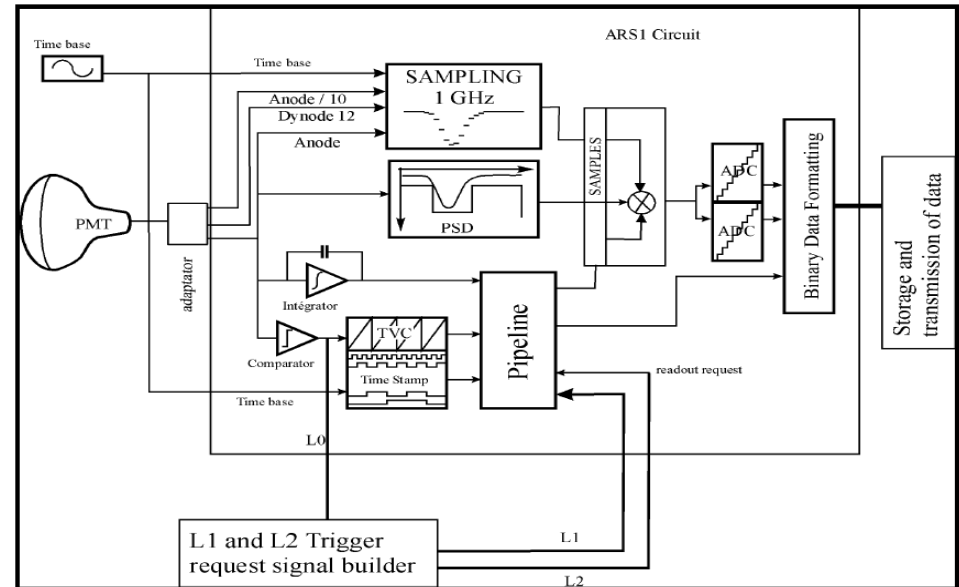 ARS1 Circuit
Time base
Time base
SAMPLING
1 GHz
Anode / 10
Dynode 12
Anode
PMT
adaptator
PSD
SAMPLES
ADC
ADC
Binary Data Formatting
Storage and
transmission of data
Intégrator
Comparator
TVC
Time Stamp
Pipeline
Time base
readout request
L0
L1 and L2 Trigger
request signal builder
L1
L2